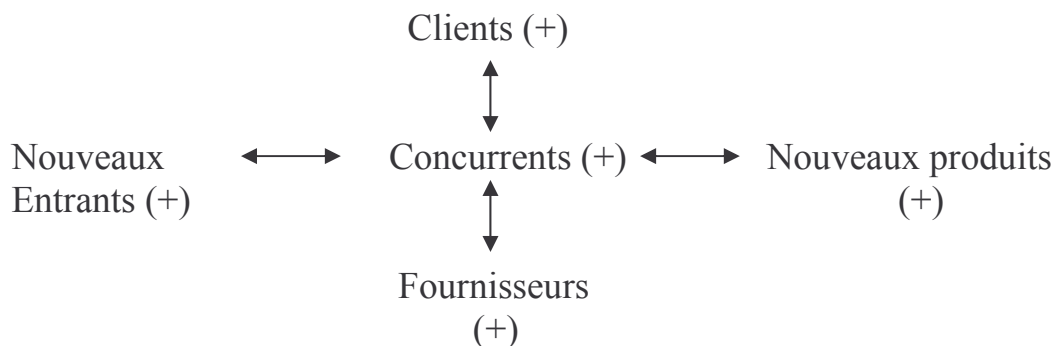 Clients (+)
Nouveaux
Entrants (+)
Concurrents (+)
Nouveaux produits
(+)
Fournisseurs
(+)